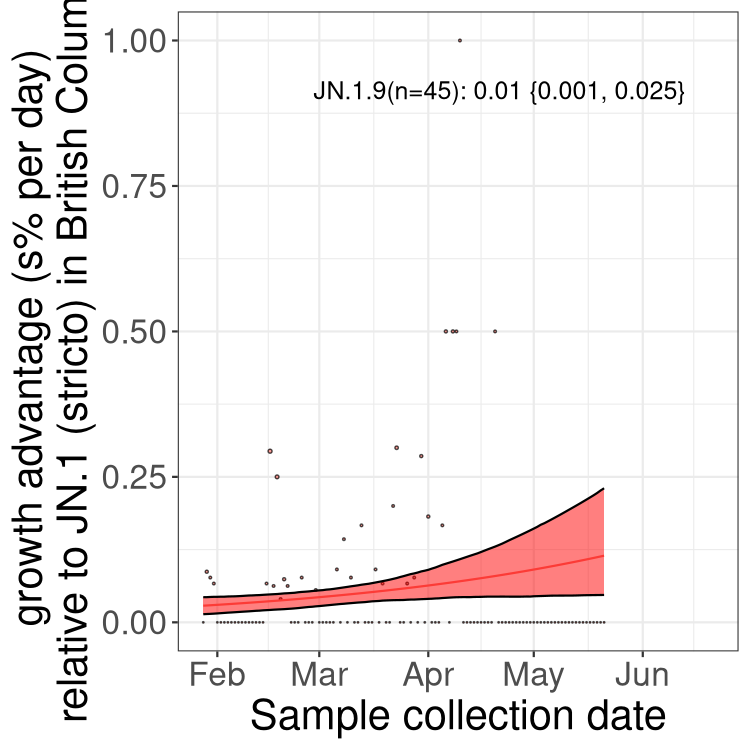 growth advantage (s% per day)
relative to JN.1 (stricto) in British Colum
1.00
0.75
0.50
0.25
0.00
JN.1.9(n=45): 0.01 {0.001, 0.025}
Feb Mar Apr May Jun
Sample collection date